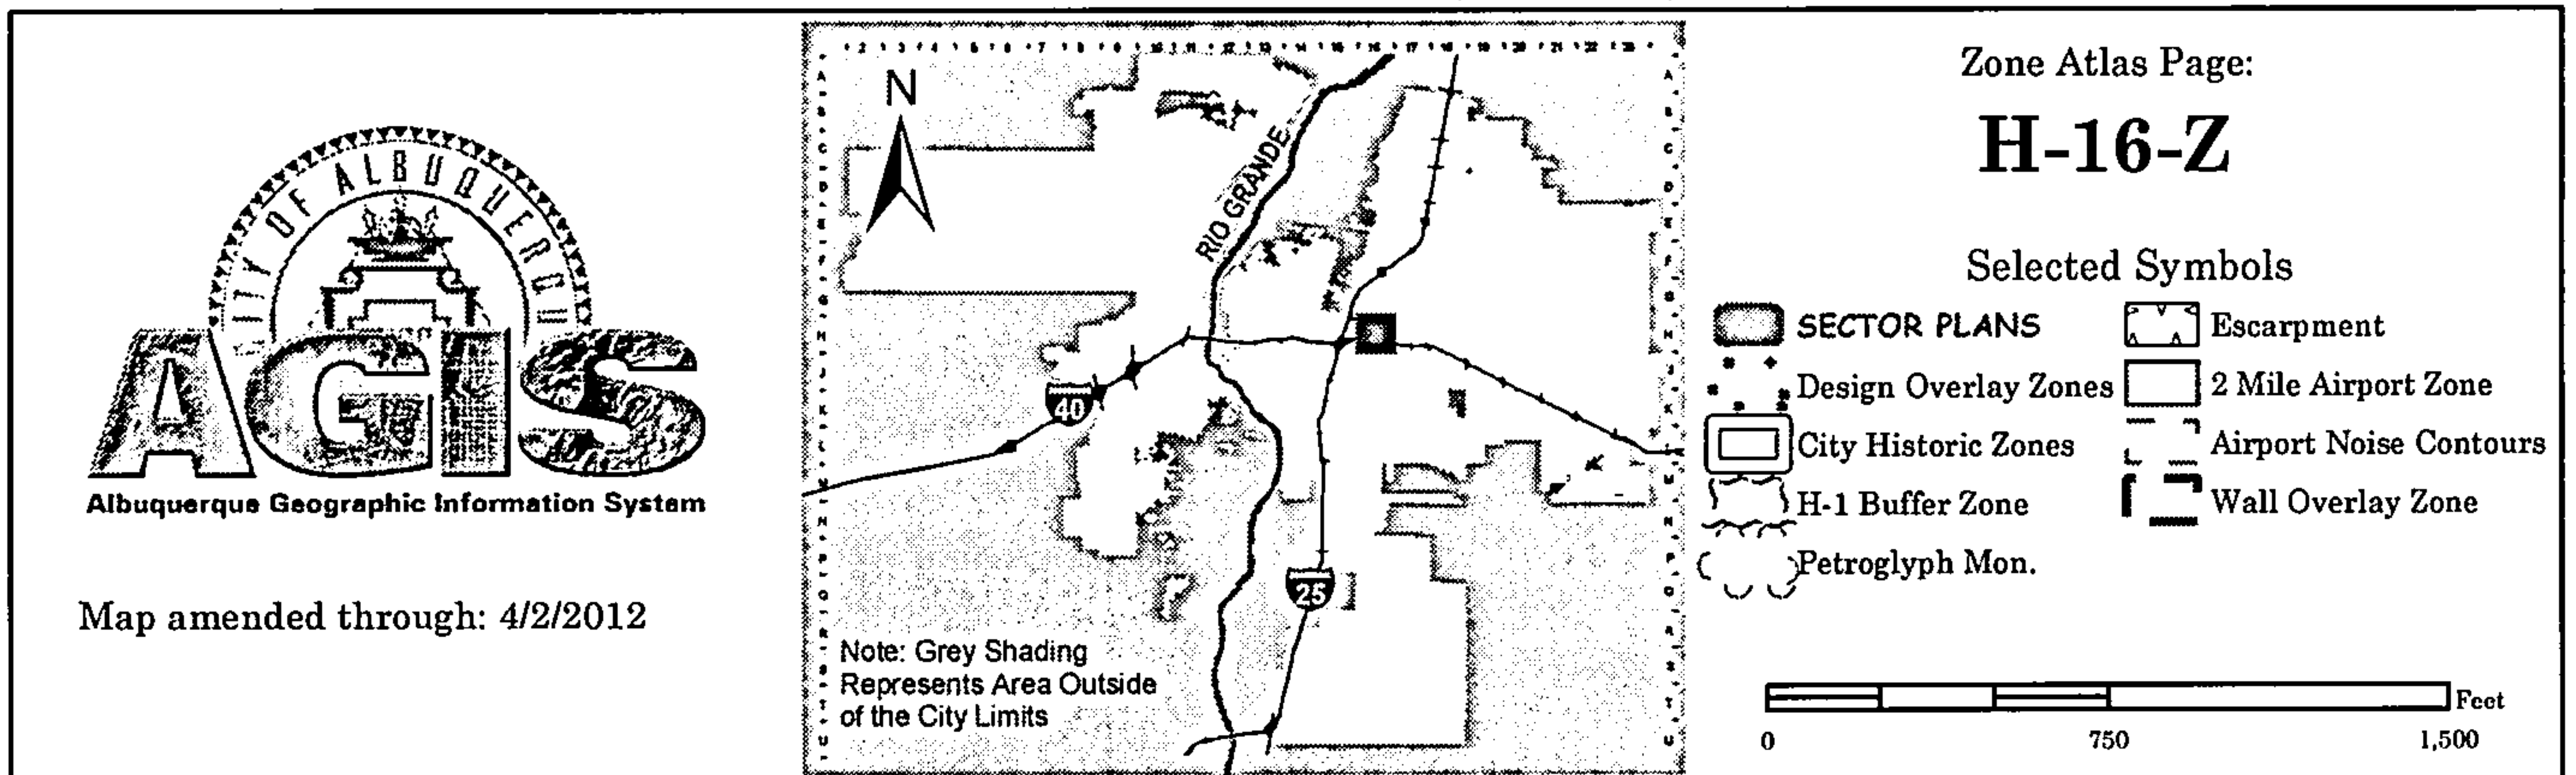 CITY OF ALBUQUERQUE
AGIS
Albuquerque Geographic Information System
Map amended through: 4/2/2012
N
RIO GRANDE
40
25
Note: Grey Shading
Represents Area Outside
of the City Limits
Zone Atlas Page:
H-16-Z
Selected Symbols
SECTOR PLANS
Escarpment
Design Overlay Zones
2 Mile Airport Zone
City Historic Zones
Airport Noise Contours
H-1 Buffer Zone
Wall Overlay Zone
Petroglyph Mon.
Feet
0 750 1,500